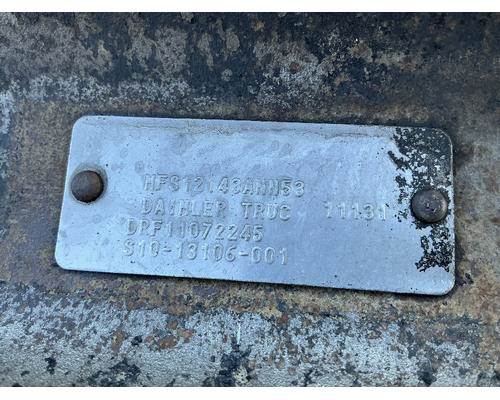 MFS12143ANN53
DAIMLER TRUC 11131
DRF11072245
S10-13106-001